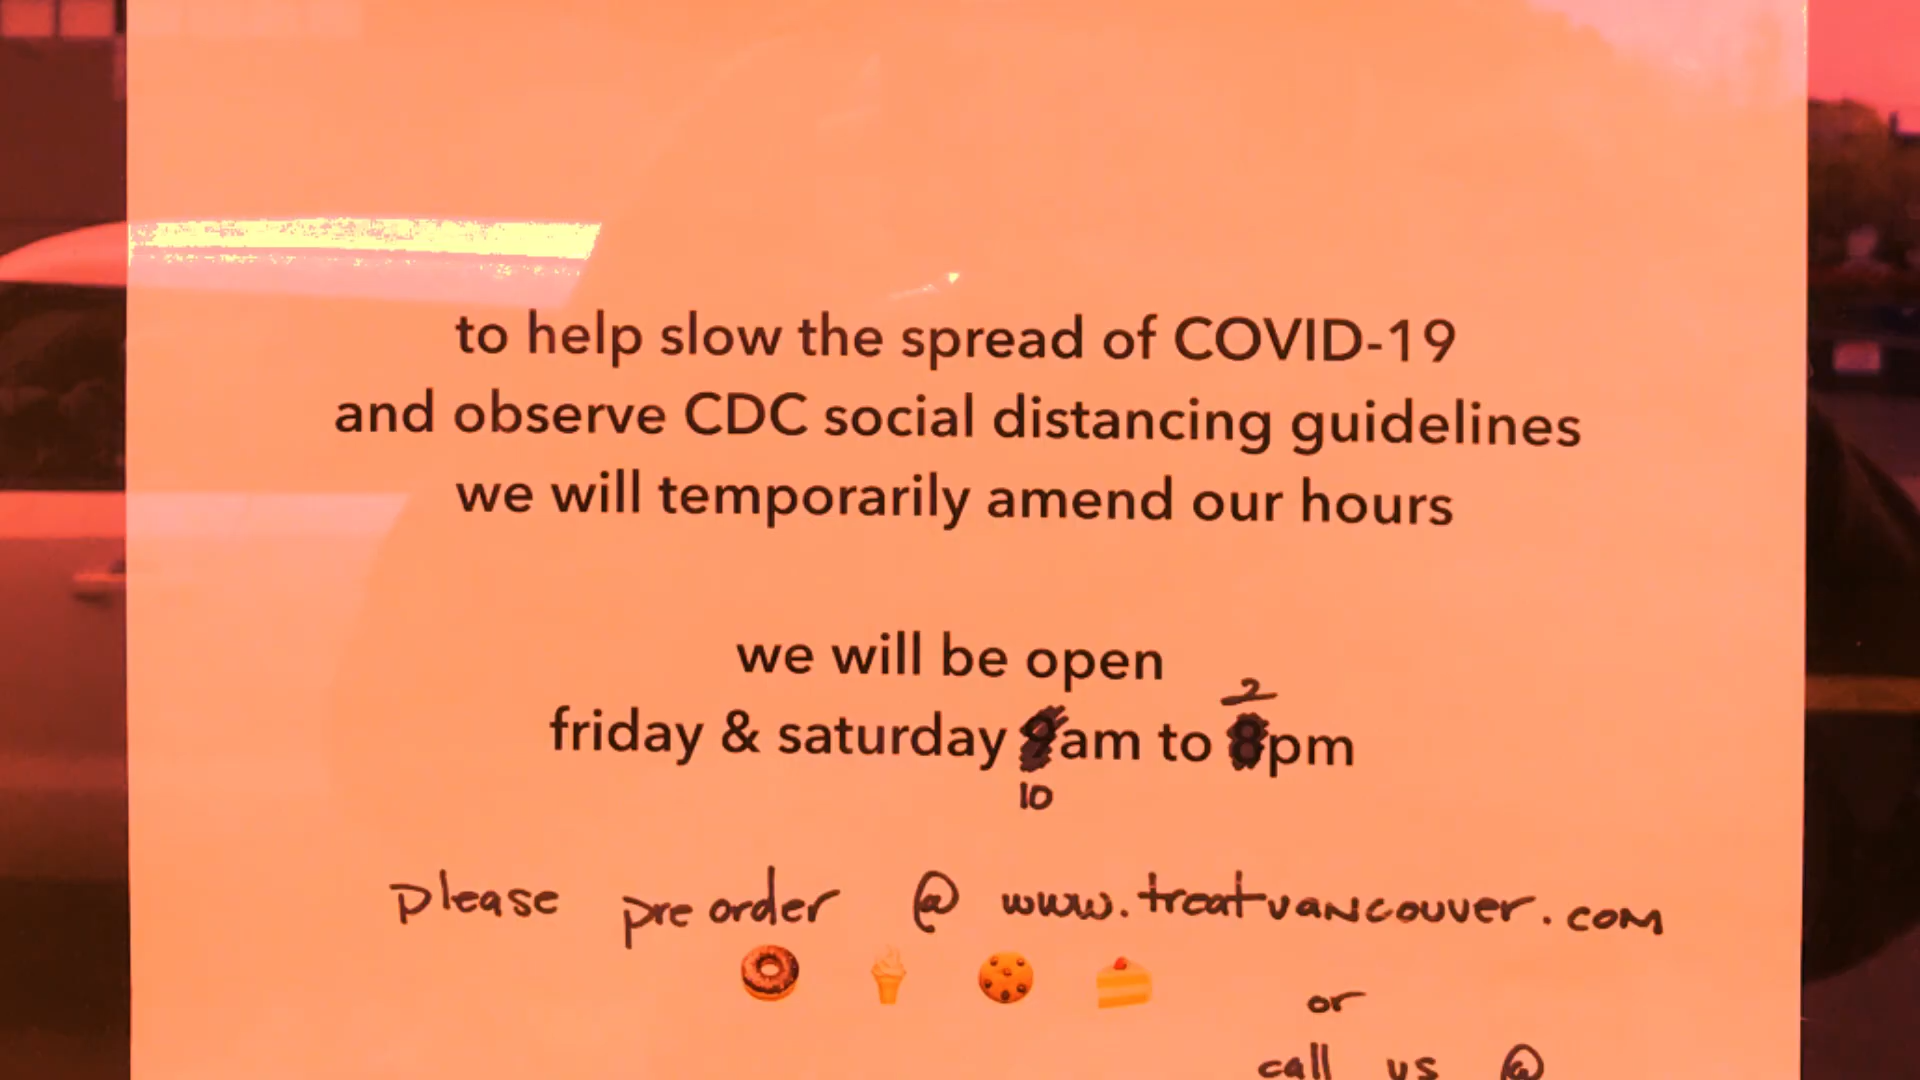 to help slow the spread of COVID-19
and observe CDC social distancing guidelines
we will temporarily amend our hours
we will be open
2
friday & saturday 9am to 8pm
10
please pre order @ www.treatvancouver.com
or
call us @